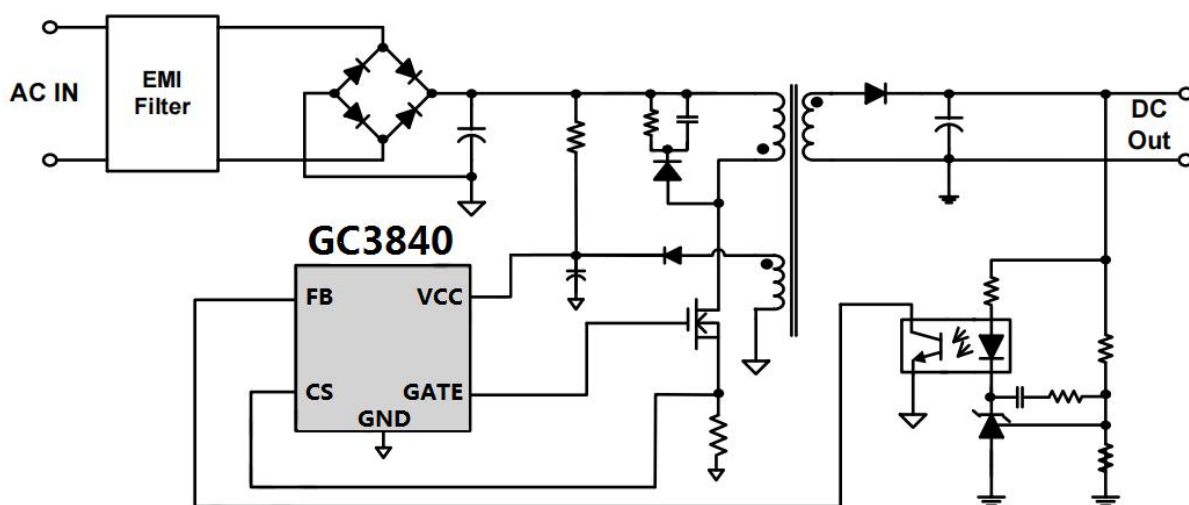 AC IN
EMI
Filter
DC
Out
GC3840
FB
VCC
CS
GATE
GND